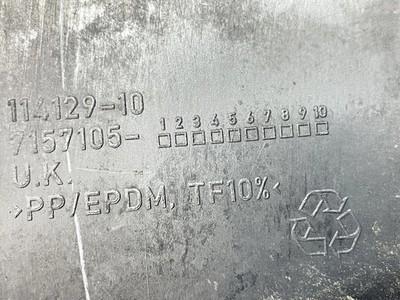 114129-10
1 2 3 4 5 6 7 8 9 10
7157105-
U.K.
>PP/EPDM, TF10%<